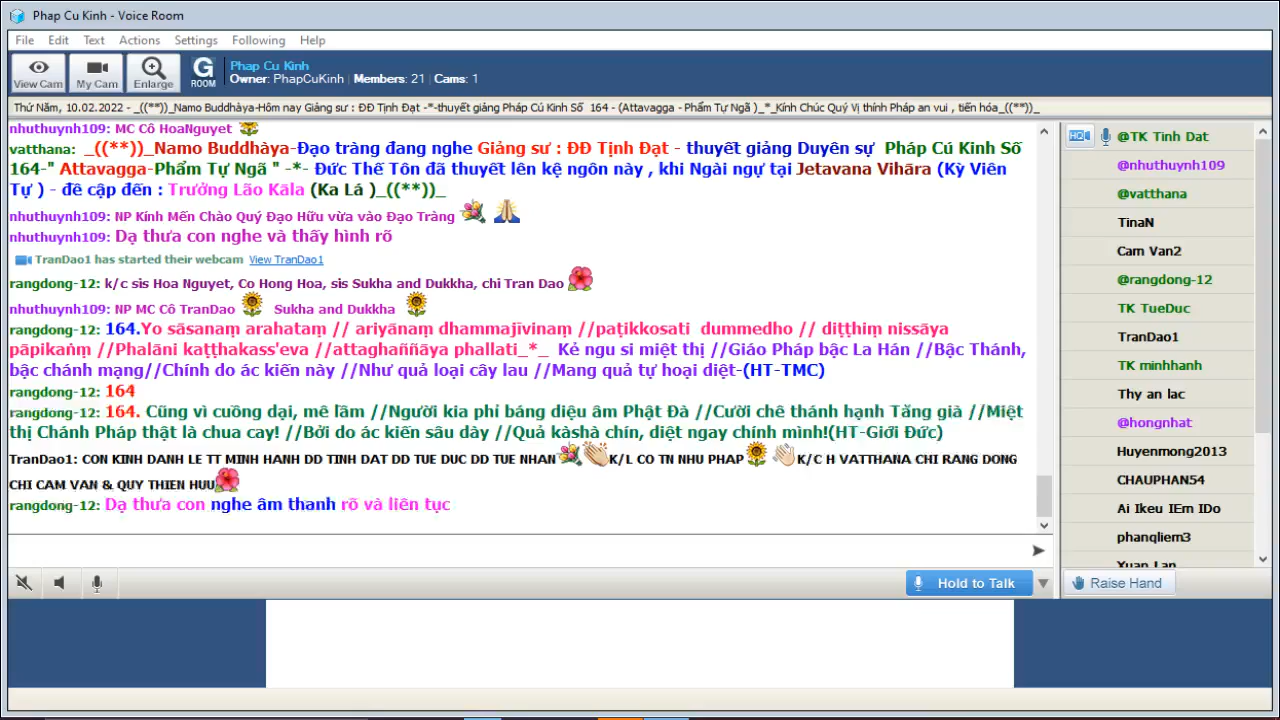 Phap Cu Kinh - Voice Room
File Edit Text Actions Settings Following Help
View Cam My Cam Enlarge G ROOM Phap Cu Kinh
Owner: PhapCuKinh | Members: 21 | Cams: 1
Thứ Năm, 10.02.2022 - _((**))_Namo Buddhàya-Hôm nay Giảng sư : ĐĐ Tịnh Đạt -*-thuyết giảng Pháp Cú Kinh Số 164 - (Attavagga - Phẩm Tự Ngã )_*_Kính Chúc Quý Vị thính Pháp an vui , tiến hóa_((**))_
nhuthuynh109: MC Cô HoaNguyet
vatthana: _((**))_Namo Buddhàya-Đạo tràng đang nghe Giảng sư : ĐĐ Tịnh Đạt - thuyết giảng Duyên sự Pháp Cú Kinh Số
164-" Attavagga-Phẩm Tự Ngã " -*- Đức Thế Tôn đã thuyết lên kệ ngôn này , khi Ngài ngự tại Jetavana Vihāra (Kỳ Viên
Tự ) - đề cập đến : Trưởng Lão Kāla (Ka Lá )_((**))_
nhuthuynh109: NP Kính Mến Chào Quý Đạo Hữu vừa vào Đạo Tràng
nhuthuynh109: Dạ thưa con nghe và thấy hình rõ
TranDao1 has started their webcam View TranDao1
rangdong-12: k/c sis Hoa Nguyet, Co Hong Hoa, sis Sukha and Dukkha, chi Tran Dao
nhuthuynh109: NP MC Cô TranDao Sukha and Dukkha
rangdong-12: 164.Yo sāsanaṃ arahataṃ // ariyānaṃ dhammajīvinaṃ //paṭikkosati dummedho // diṭṭhiṃ nissāya
pāpikaṅṃ //Phalāni kaṭṭhakass'eva //attaghaññāya phallati_*_ Kẻ ngu si miệt thị //Giáo Pháp bậc La Hán //Bậc Thánh,
bậc chánh mạng//Chính do ác kiến này //Như quả loại cây lau //Mang quả tự hoại diệt-(HT-TMC)
rangdong-12: 164
rangdong-12: 164. Cũng vì cuồng dại, mê lầm //Người kia phỉ báng diệu âm Phật Đà //Cười chê thánh hạnh Tăng già //Miệt
thị Chánh Pháp thật là chua cay! //Bởi do ác kiến sâu dày //Quả kàshà chín, diệt ngay chính mình!(HT-Giới Đức)
TranDao1: CON KINH DANH LE TT MINH HANH DD TINH DAT DD TUE DUC DD TUE NHAN K/L CO TN NHU PHAP K/C H VATTHANA CHI RANG DONG
CHI CAM VAN & QUY THIEN HUU
rangdong-12: Dạ thưa con nghe âm thanh rõ và liên tục
Hold to Talk
@TK Tinh Dat
@nhuthuynh109
@vatthana
TinaN
Cam Van2
@rangdong-12
TK TueDuc
TranDao1
TK minhhanh
Thy an lac
@hongnhat
Huyenmong2013
CHAUPHAN54
Ai Ikeu IEm IDo
phanqliem3
Xuan Lan
Raise Hand